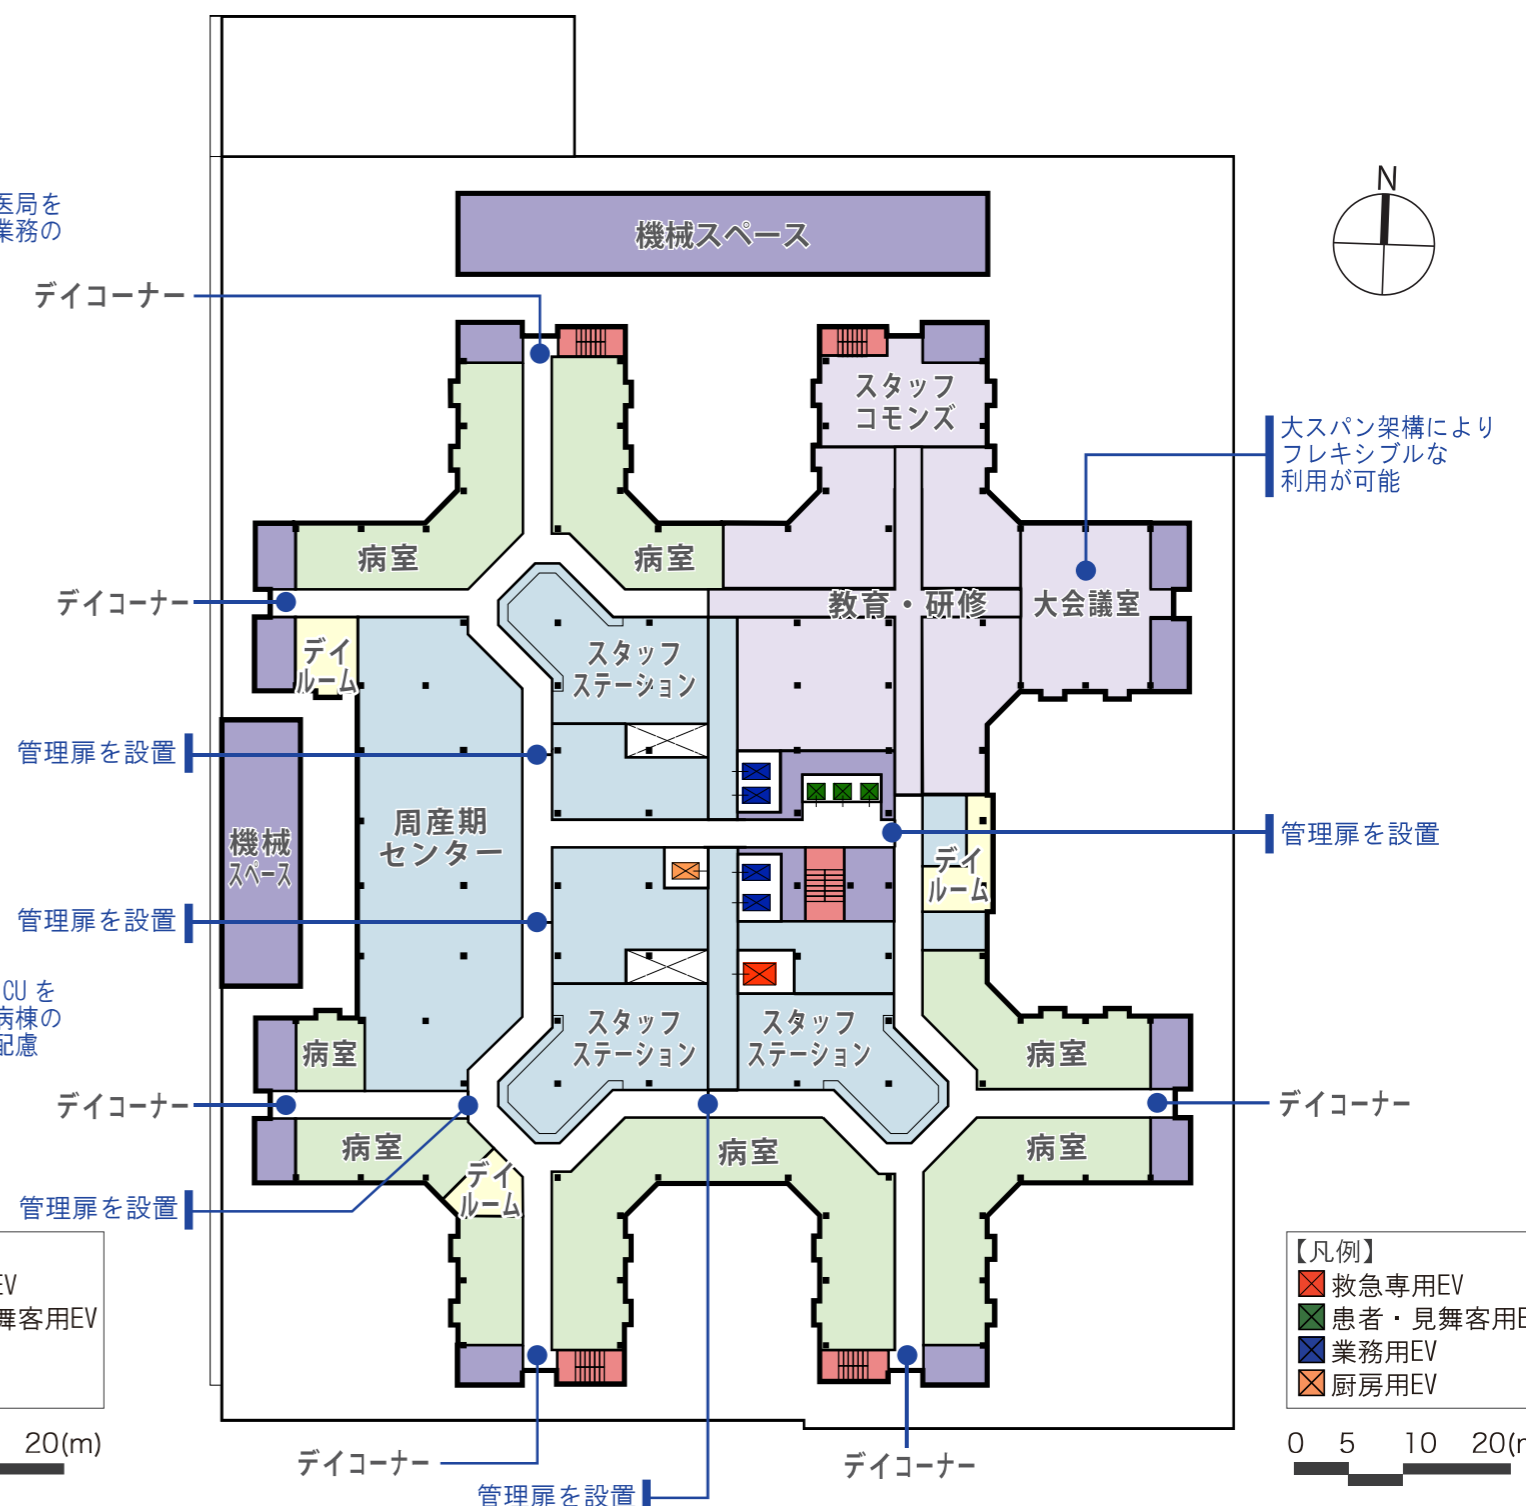 医局を
業務の
デイコーナー
機械スペース
N
スタッフ
コモンズ
大スパン架構により
フレキシブルな
利用が可能
病室
病室
デイコーナー
教育・研修
大会議室
デイ
ルーム
スタッフ
ステーション
管理扉を設置
周産期
センター
機械
スペース
管理扉を設置
デイ
ルーム
管理扉を設置
CUを
病棟の
配慮
スタッフ
ステーション
スタッフ
ステーション
病室
病室
デイコーナー
デイコーナー
病室
デイ
ルーム
病室
病室
管理扉を設置
EV
舞客用EV
20(m)
【凡例】
救急専用EV
患者・見舞客用E
業務用EV
厨房用EV
0 5 10 20(m
デイコーナー
デイコーナー
管理扉を設置